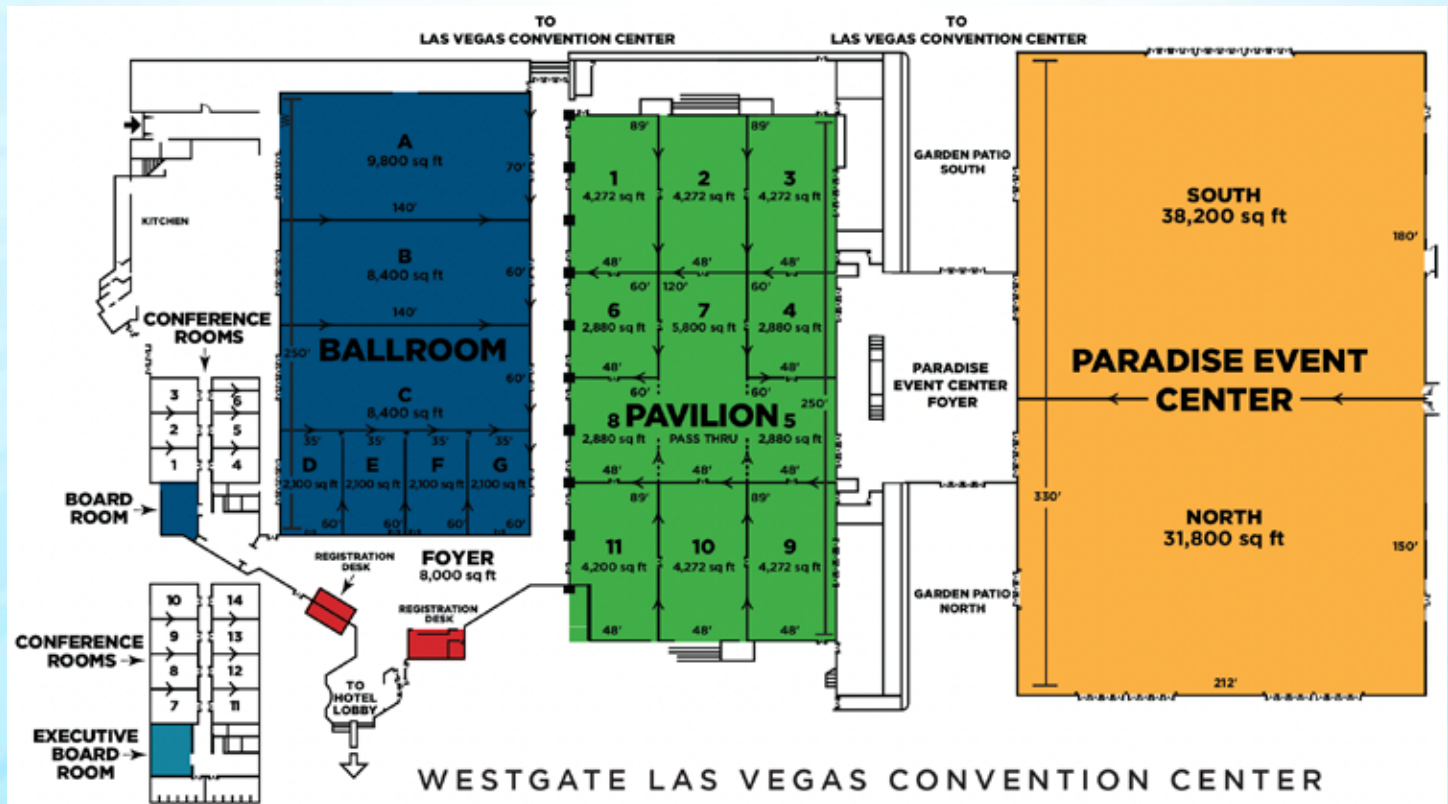 TO
LAS VEGAS CONVENTION CENTER
TO
LAS VEGAS CONVENTION CENTER
KITCHEN
CONFERENCE
ROOMS
3
6
2
5
1
4
BOARD
ROOM
10
14
9
13
8
12
7
11
CONFERENCE
ROOMS
EXECUTIVE
BOARD
ROOM
A
9,800 sq ft
70'
140'
B
8,400 sq ft
60'
140'
250'
BALLROOM
60'
C
8,400 sq ft
35'
35'
35'
35'
D
E
F
G
2,100 sq ft
2,100 sq ft
2,100 sq ft
2,100 sq ft
60'
60'
60'
60'
REGISTRATION
DESK
FOYER
8,000 sq ft
REGISTRATION
DESK
TO
HOTEL
LOBBY
89'
89'
1
2
3
4,272 sq ft
4,272 sq ft
4,272 sq ft
48'
48'
48'
60'
120'
60'
6
7
4
2,880 sq ft
5,800 sq ft
2,880 sq ft
48'
48'
60'
60'
250'
8
PAVILION
5
2,880 sq ft
PASS THRU
2,880 sq ft
48'
48'
48'
89'
89'
11
10
9
4,200 sq ft
4,272 sq ft
4,272 sq ft
48'
48'
48'
GARDEN PATIO
SOUTH
PARADISE
EVENT CENTER
FOYER
GARDEN PATIO
NORTH
SOUTH
38,200 sq ft
180'
PARADISE EVENT
CENTER
330'
NORTH
31,800 sq ft
150'
212'
WESTGATE LAS VEGAS CONVENTION CENTER